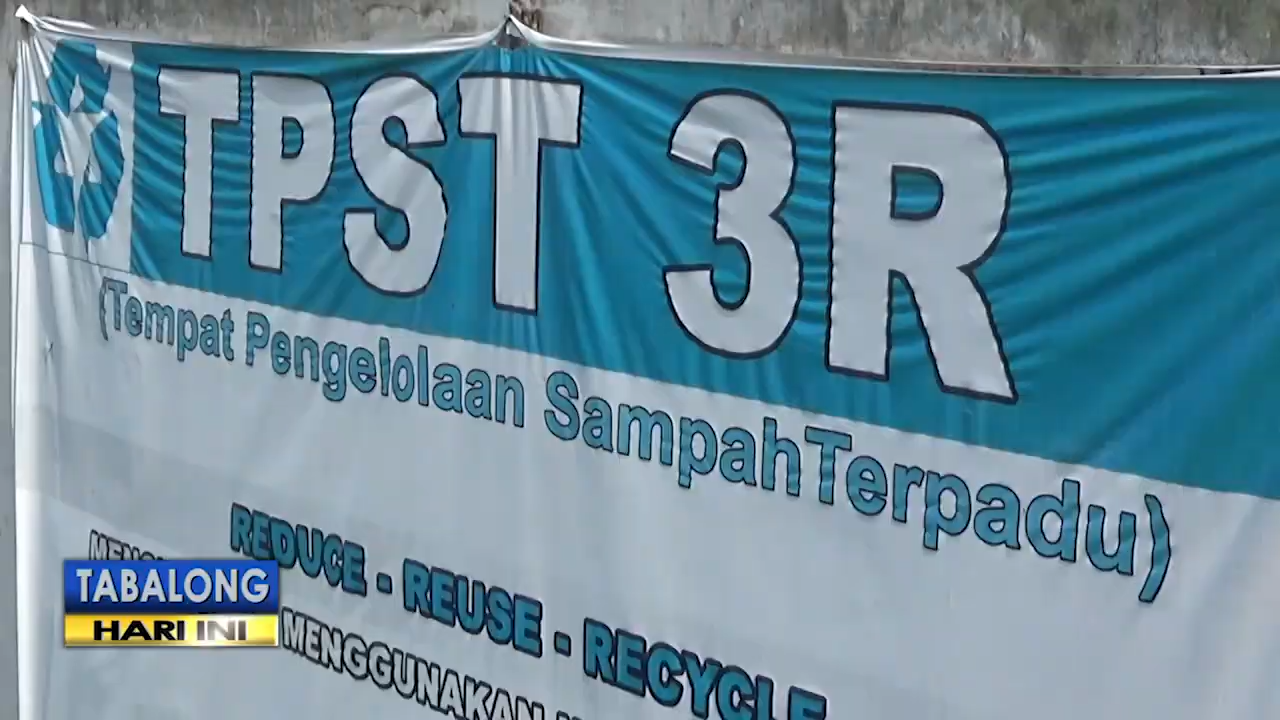 TPST 3R
(Tempat Pengelolaan SampahTerpadu)
REDUCE - REUSE - RECYCLE
MENGGUNAKAN
TABALONG
HARI INI